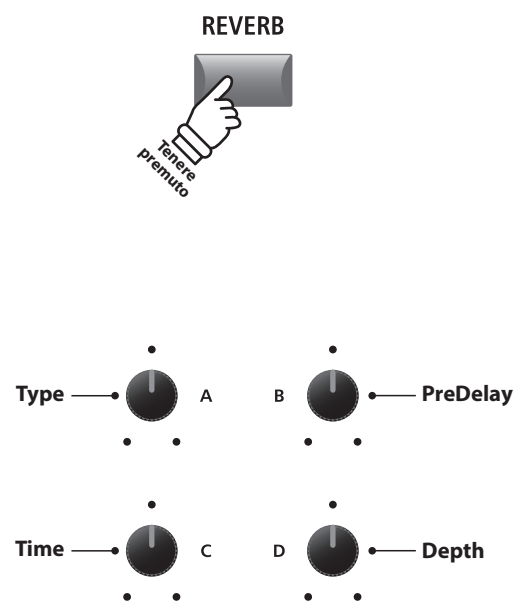 REVERB
Tenere
premuto
Type A B PreDelay
Time C D Depth